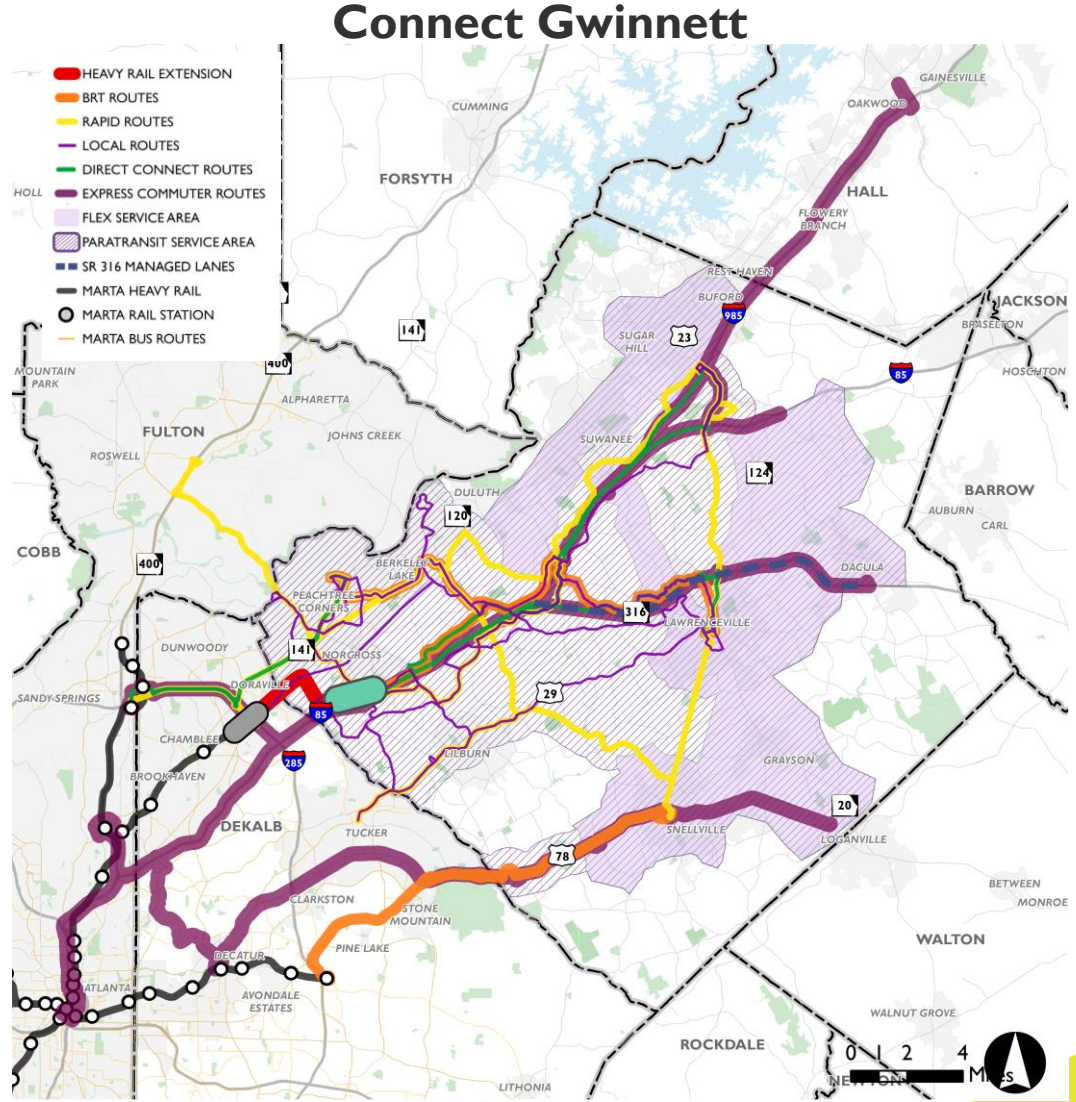 Connect Gwinnett
HEAVY RAIL EXTENSION
BRT ROUTES
RAPID ROUTES
LOCAL ROUTES
DIRECT CONNECT ROUTES
EXPRESS COMMUTER ROUTES
FLEX SERVICE AREA
PARATRANSIT SERVICE AREA
SR 316 MANAGED LANES
MARTA HEAVY RAIL
MARTA RAIL STATION
MARTA BUS ROUTES
GAINESVILLE
OAKWOOD
CUMMING
FORSYTH
HOLL
HALL
FLOWERY
BRANCH
REST HAVEN
BUFORD
JACKSON
985
BRASELTON
141
23
SUGAR
HILL
400
85
HOSCHTON
MOUNTAIN
PARK
ALPHARETTA
FULTON
JOHNS CREEK
SUWANEE
ROSWELL
124
DULUTH
BARROW
120
AUBURN
CARL
COBB
400
BERKELEY
LAKE
DACULA
PEACHTREE
CORNERS
316
LAWRENCEVILLE
DUNWOODY
141
NORCROSS
DORAVILLE
SANDY SPRINGS
29
85
CHAMBLEE
LILBURN
285
GRAYSON
BROOKHAVEN
20
DEKALB
TUCKER
SNELLVILLE
LOGANVILLE
78
BETWEEN
CLARKSTON
MONROE
STONE
MOUNTAIN
WALTON
PINE LAKE
DECATUR
ATLANTA
AVONDALE
ESTATES
WALNUT GROVE
ROCKDALE
0 1 2 4
Miles
NEWTON
LITHONIA